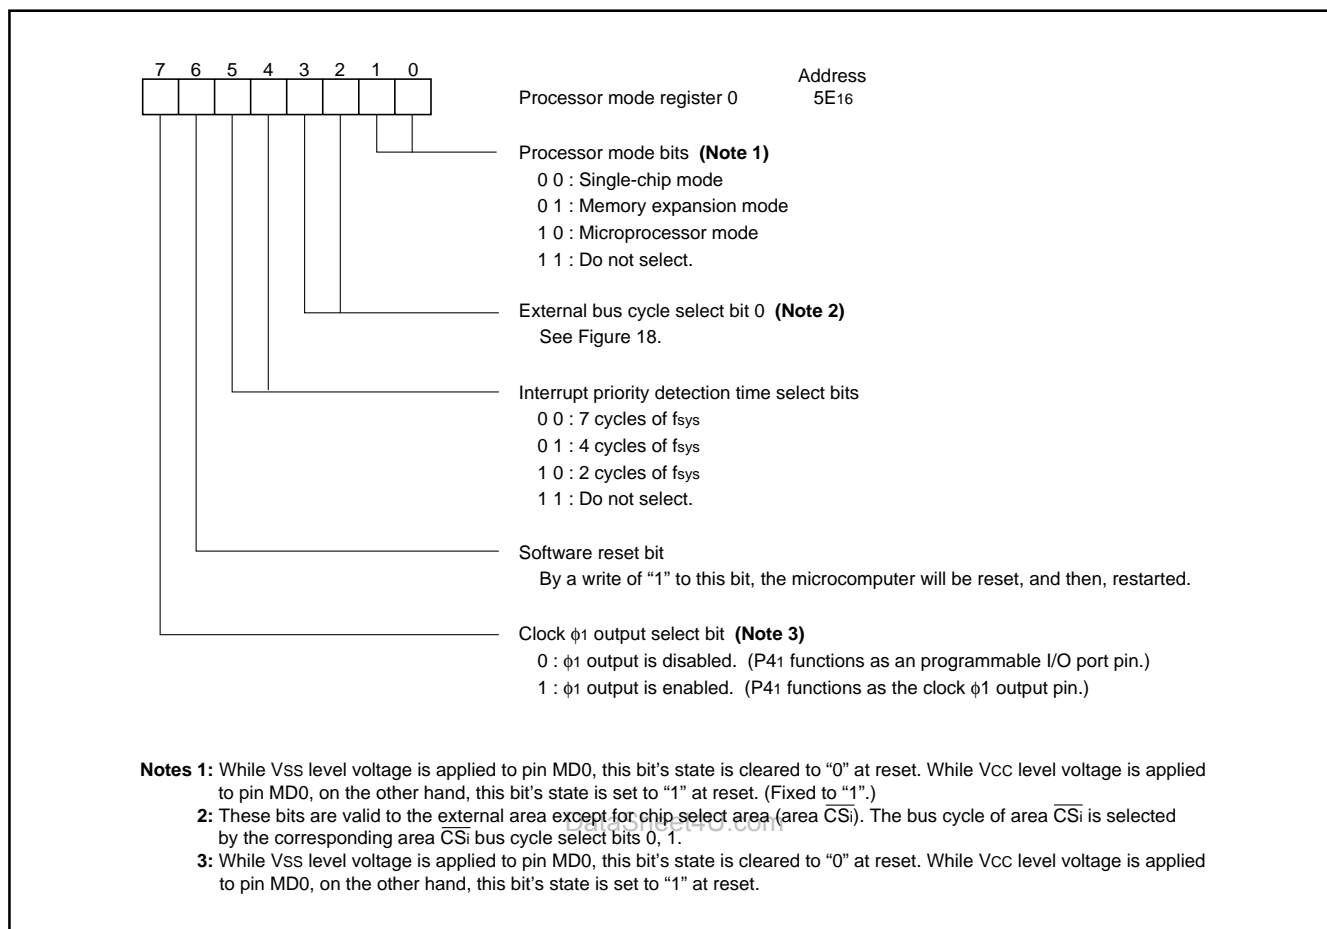 7 6 5 4 3 2 1 0
Address
Processor mode register 0 5E16
Processor mode bits (Note 1)
0 0 : Single-chip mode
0 1 : Memory expansion mode
1 0 : Microprocessor mode
1 1 : Do not select.
External bus cycle select bit 0 (Note 2)
See Figure 18.
Interrupt priority detection time select bits
0 0 : 7 cycles of fsys
0 1 : 4 cycles of fsys
1 0 : 2 cycles of fsys
1 1 : Do not select.
Software reset bit
By a write of “1” to this bit, the microcomputer will be reset, and then, restarted.
Clock ϕ1 output select bit (Note 3)
0 : ϕ1 output is disabled. (P41 functions as an programmable I/O port pin.)
1 : ϕ1 output is enabled. (P41 functions as the clock ϕ1 output pin.)
Notes 1: While VSS level voltage is applied to pin MD0, this bit’s state is cleared to “0” at reset. While VCC level voltage is applied
to pin MD0, on the other hand, this bit’s state is set to “1” at reset. (Fixed to “1”.)
2: These bits are valid to the external area except for chip select area (area C̅S̅i). The bus cycle of area C̅S̅i is selected
DataSheet4U.com
by the corresponding area C̅S̅i bus cycle select bits 0, 1.
3: While VSS level voltage is applied to pin MD0, this bit’s state is cleared to “0” at reset. While VCC level voltage is applied
to pin MD0, on the other hand, this bit’s state is set to “1” at reset.